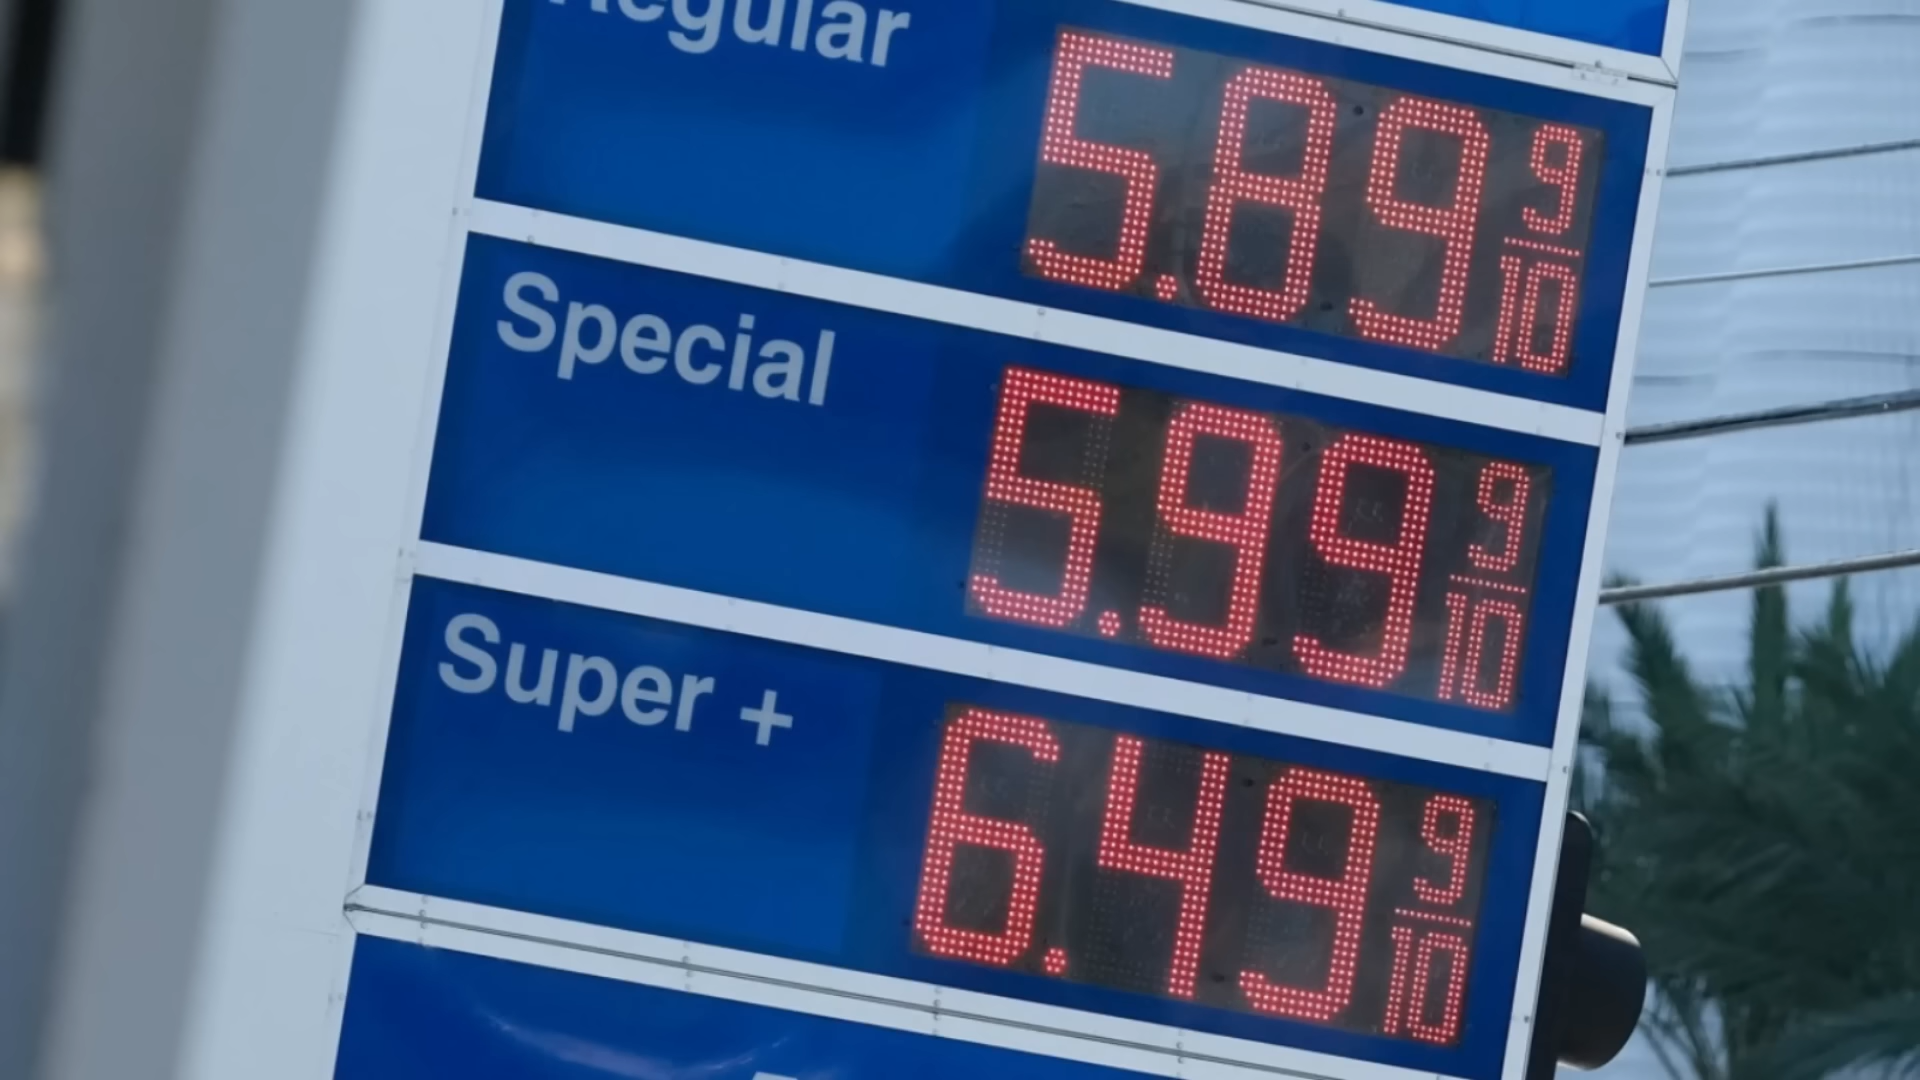 Regular
5.89 9/10
Special
5.99 9/10
Super +
6.49 9/10